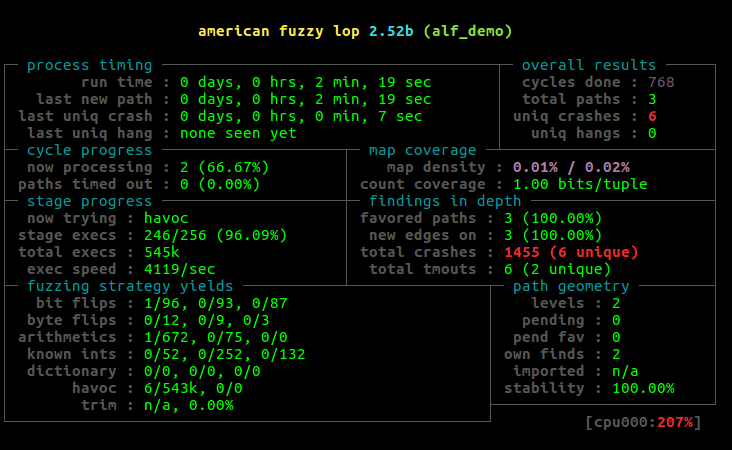 american fuzzy lop 2.52b (alf_demo)
process timing overall results
run time : 0 days, 0 hrs, 2 min, 19 sec cycles done : 768
last new path : 0 days, 0 hrs, 2 min, 19 sec total paths : 3
last uniq crash : 0 days, 0 hrs, 0 min, 7 sec uniq crashes : 6
last uniq hang : none seen yet uniq hangs : 0
cycle progress map coverage
now processing : 2 (66.67%) map density : 0.01% / 0.02%
paths timed out : 0 (0.00%) count coverage : 1.00 bits/tuple
stage progress findings in depth
now trying : havoc favored paths : 3 (100.00%)
stage execs : 246/256 (96.09%) new edges on : 3 (100.00%)
total execs : 545k total crashes : 1455 (6 unique)
exec speed : 4119/sec total tmouts : 6 (2 unique)
fuzzing strategy yields path geometry
bit flips : 1/96, 0/93, 0/87 levels : 2
byte flips : 0/12, 0/9, 0/3 pending : 0
arithmetics : 1/672, 0/75, 0/0 pend fav : 0
known ints : 0/52, 0/252, 0/132 own finds : 2
dictionary : 0/0, 0/0, 0/0 imported : n/a
havoc : 6/543k, 0/0 stability : 100.00%
trim : n/a, 0.00%
[cpu000:207%]